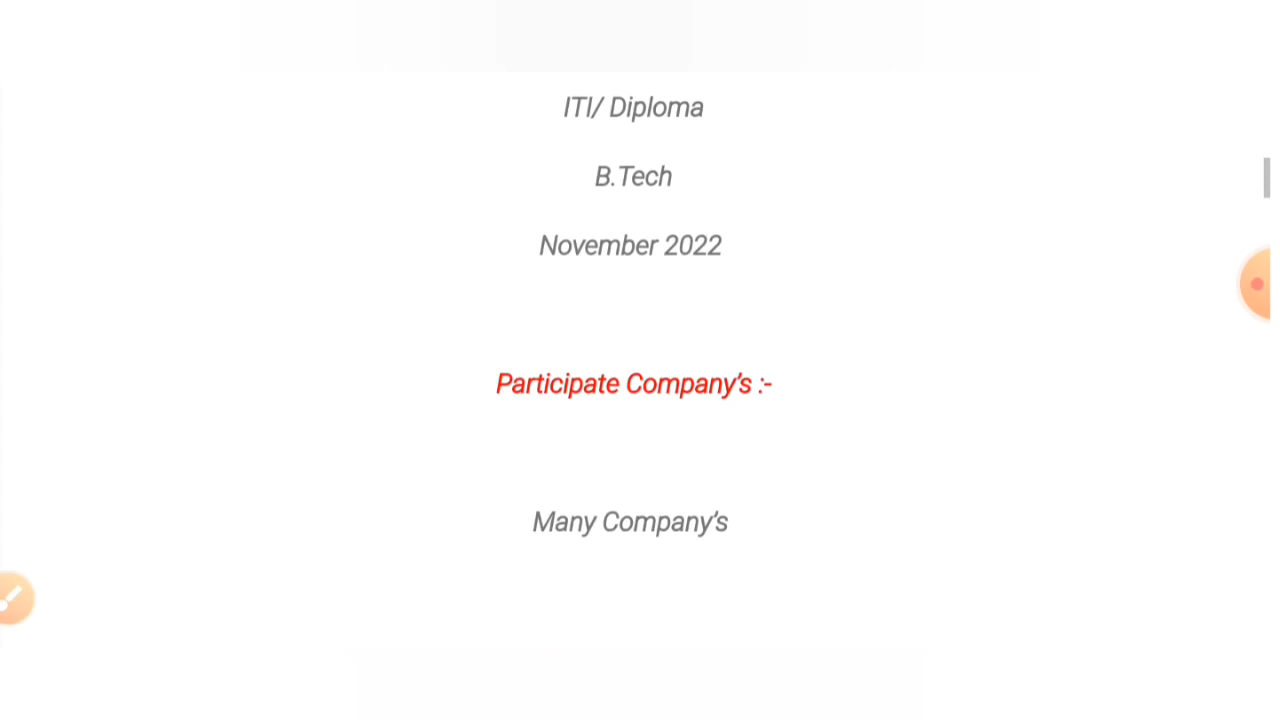 ITI/ Diploma
B.Tech
November 2022
Participate Company’s :-
Many Company’s